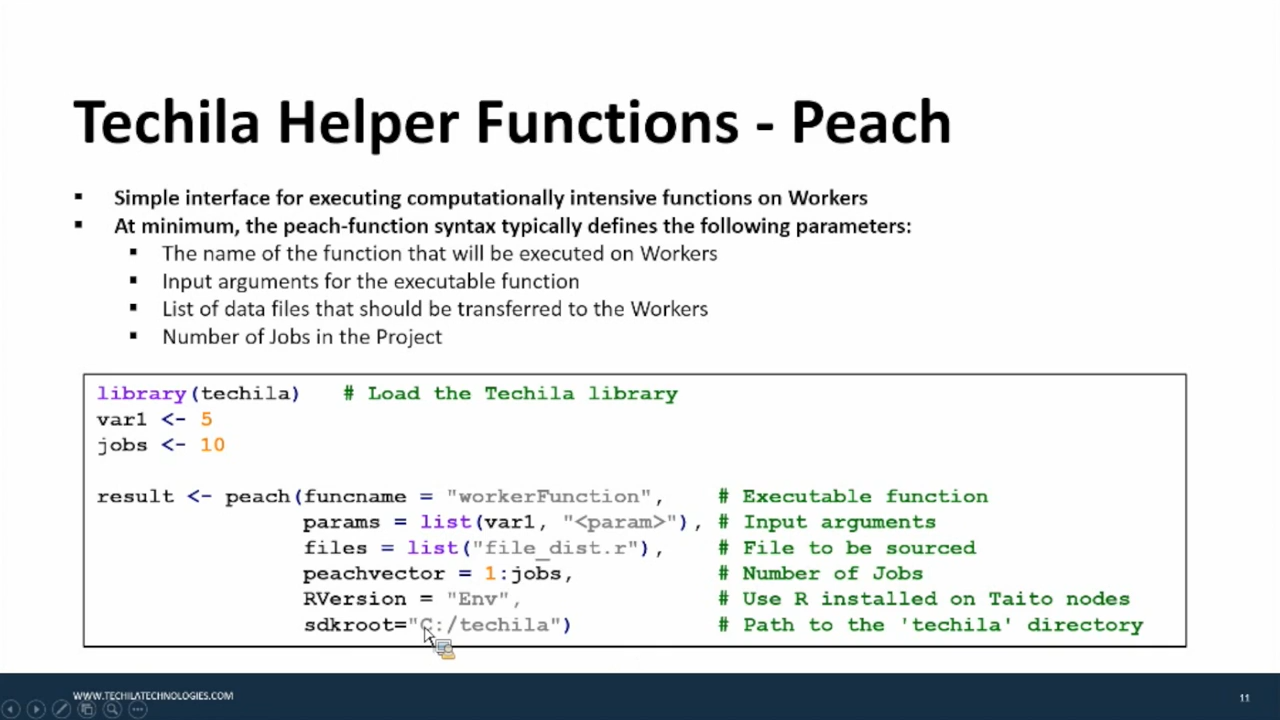 Techila Helper Functions - Peach
▪ Simple interface for executing computationally intensive functions on Workers
▪ At minimum, the peach-function syntax typically defines the following parameters:
▪ The name of the function that will be executed on Workers
▪ Input arguments for the executable function
▪ List of data files that should be transferred to the Workers
▪ Number of Jobs in the Project
library(techila)   # Load the Techila library
var1 <- 5
jobs <- 10
result <- peach(funcname = "workerFunction",    # Executable function
params = list(var1, "<param>"), # Input arguments
files = list("file_dist.r"),    # File to be sourced
peachvector = 1:jobs,           # Number of Jobs
RVersion = "Env",               # Use R installed on Taito nodes
sdkroot="C:/techila")           # Path to the 'techila' directory
WWW.TECHILATECHNOLOGIES.COM
11